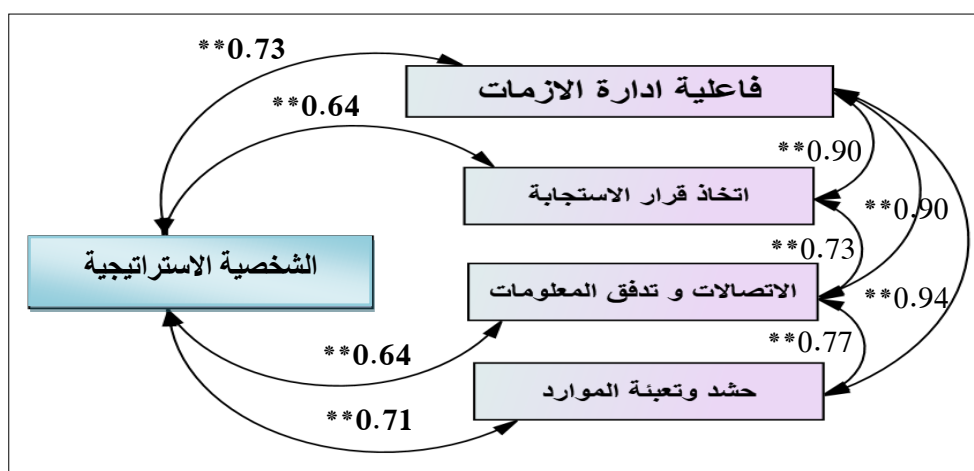 **0.73
فاعلية ادارة الازمات
**0.64
**0.90
اتخاذ قرار الاستجابة
**0.90
**0.73
الشخصية الاستراتيجية
الاتصالات و تدفق المعلومات
**0.94
**0.64
**0.77
حشد وتعبئة الموارد
**0.71